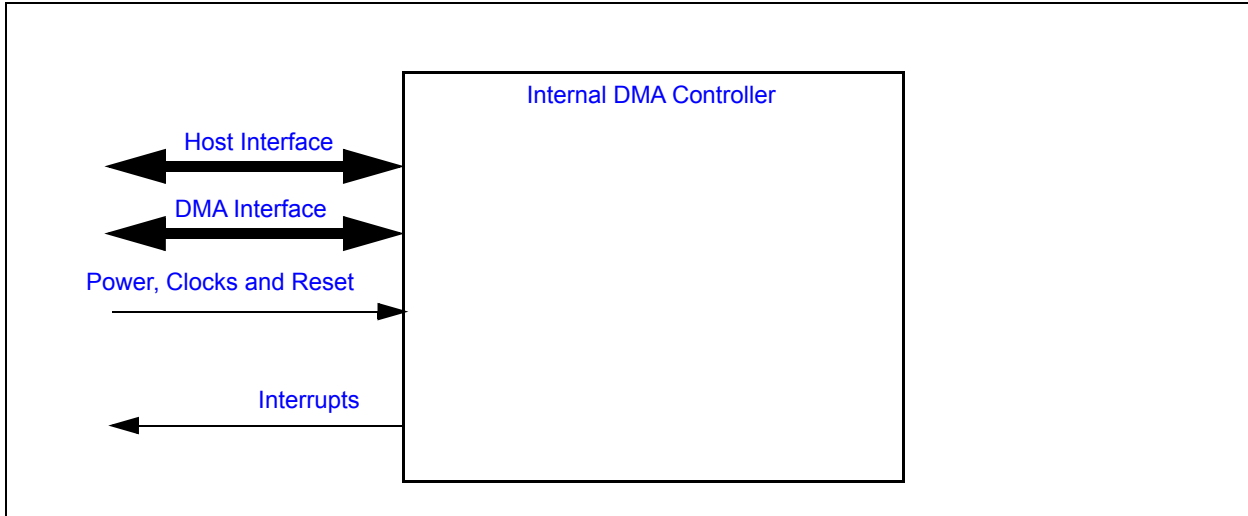 Internal DMA Controller
Host Interface
DMA Interface
Power, Clocks and Reset
Interrupts